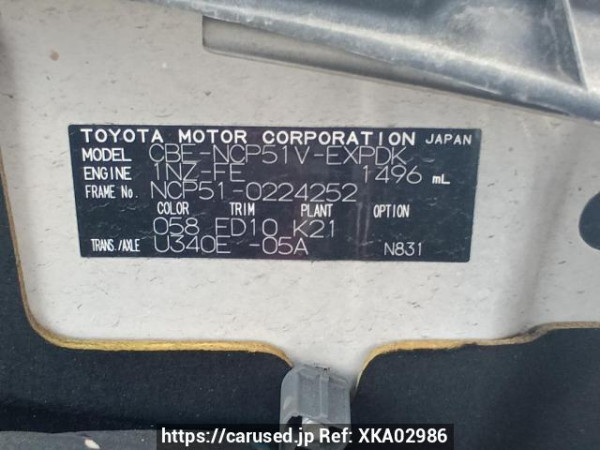 TOYOTA MOTOR CORPORATION JAPAN
MODEL CBE-NCP51V-EXPDK
ENGINE 1NZ-FE 1496 mL
FRAME No. NCP51-0224252
COLOR TRIM PLANT OPTION
058 FD10 K21
TRANS./AXLE U340E -05A N831
https://carused.jp Ref: XKA02986